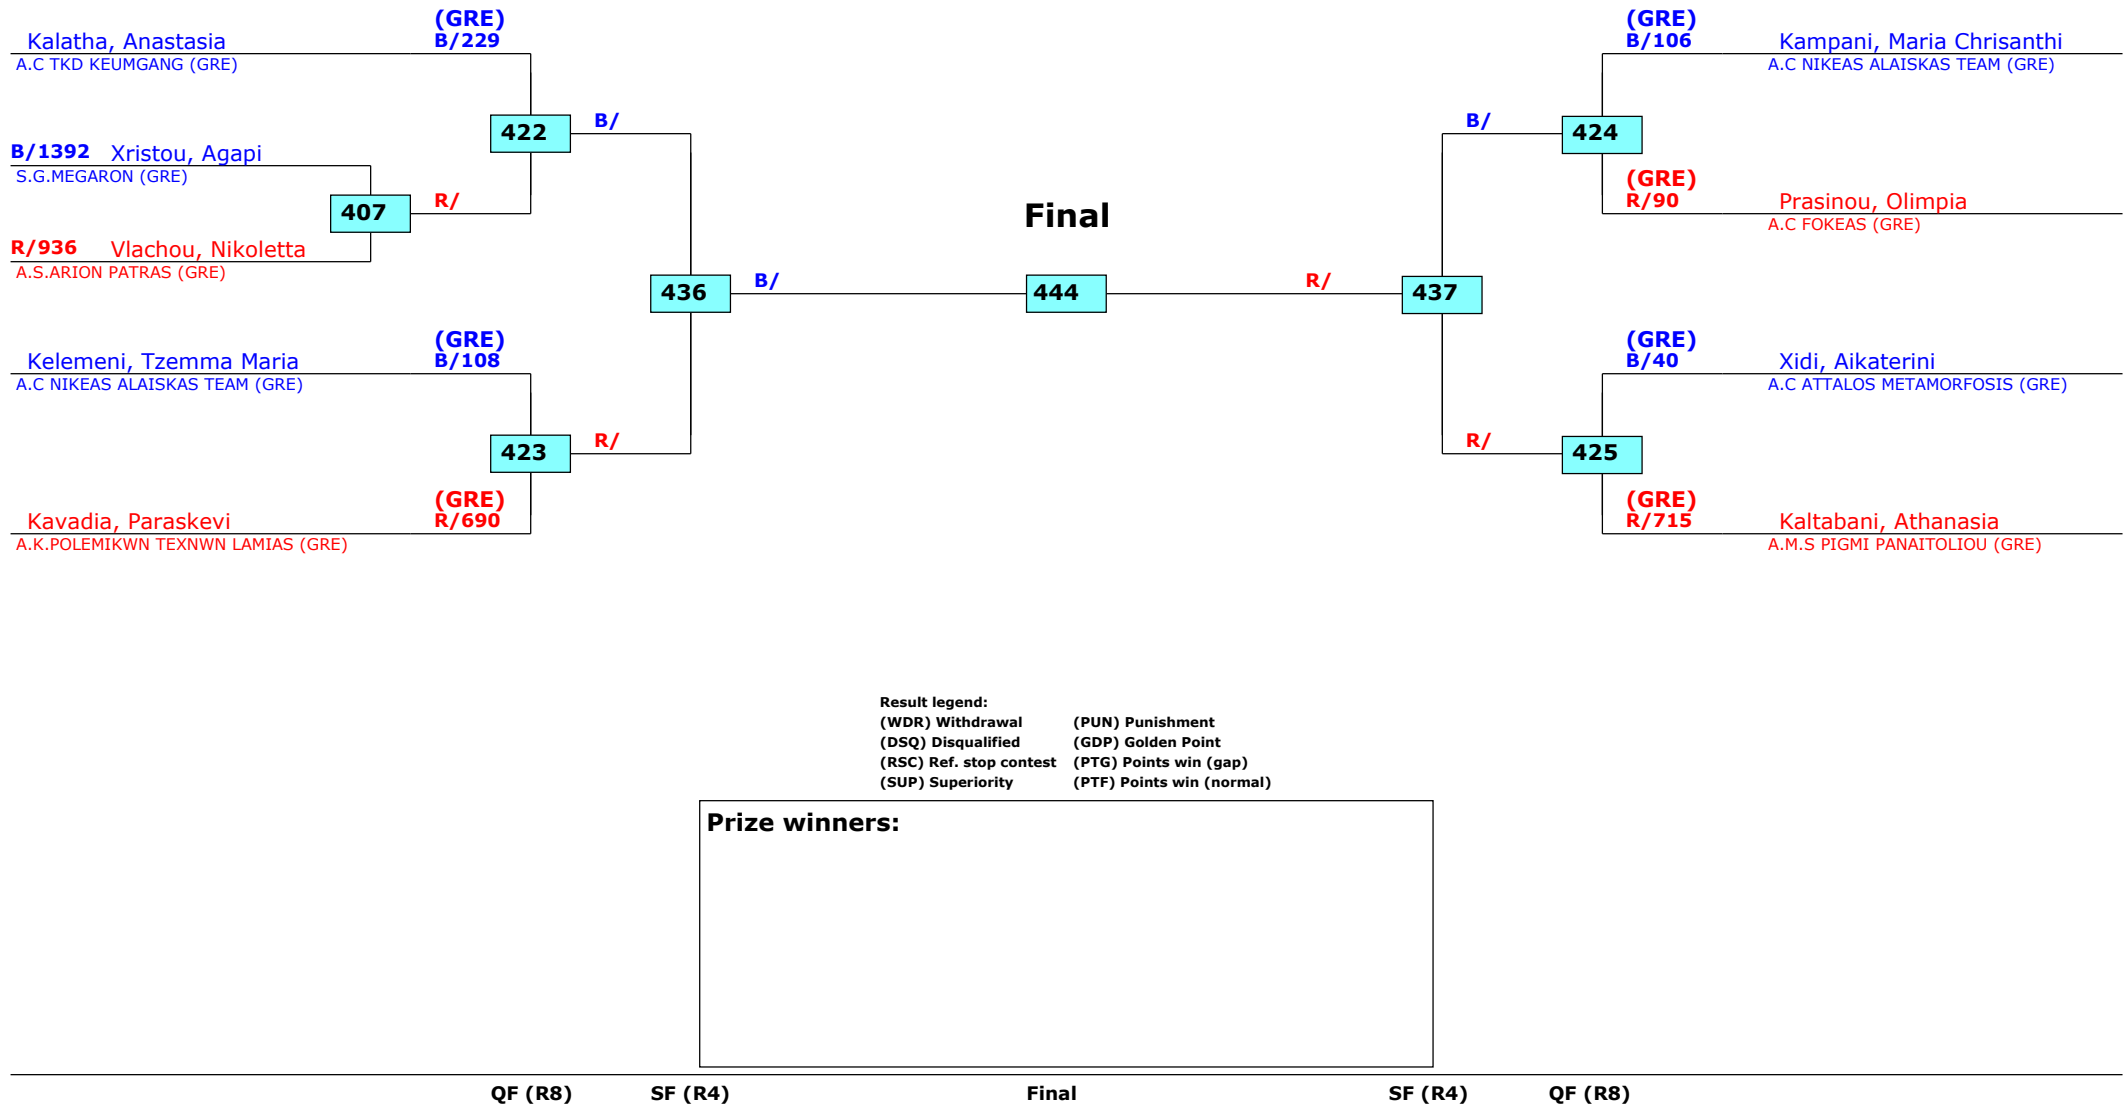 (GRE)
Kalatha, Anastasia B/229
A.C TKD KEUMGANG (GRE)
422 B/
B/1392 Xristou, Agapi
S.G.MEGARON (GRE)
407 R/
R/936 Vlachou, Nikoletta
A.S.ARION PATRAS (GRE)
436 B/
(GRE)
Kelemeni, Tzemma Maria B/108
A.C NIKEAS ALAISKAS TEAM (GRE)
423 R/
(GRE)
Kavadia, Paraskevi R/690
A.K.POLEMIKWN TEXNWN LAMIAS (GRE)
Final
444
(GRE)
B/106 Kampani, Maria Chrisanthi
A.C NIKEAS ALAISKAS TEAM (GRE)
B/ 424
(GRE)
R/90 Prasinou, Olimpia
A.C FOKEAS (GRE)
R/ 437
(GRE)
B/40 Xidi, Aikaterini
A.C ATTALOS METAMORFOSIS (GRE)
R/ 425
(GRE)
R/715 Kaltabani, Athanasia
A.M.S PIGMI PANAITOLIOU (GRE)
Result legend:
(WDR) Withdrawal (PUN) Punishment
(DSQ) Disqualified (GDP) Golden Point
(RSC) Ref. stop contest (PTG) Points win (gap)
(SUP) Superiority (PTF) Points win (normal)
Prize winners:
QF (R8) SF (R4) Final SF (R4) QF (R8)